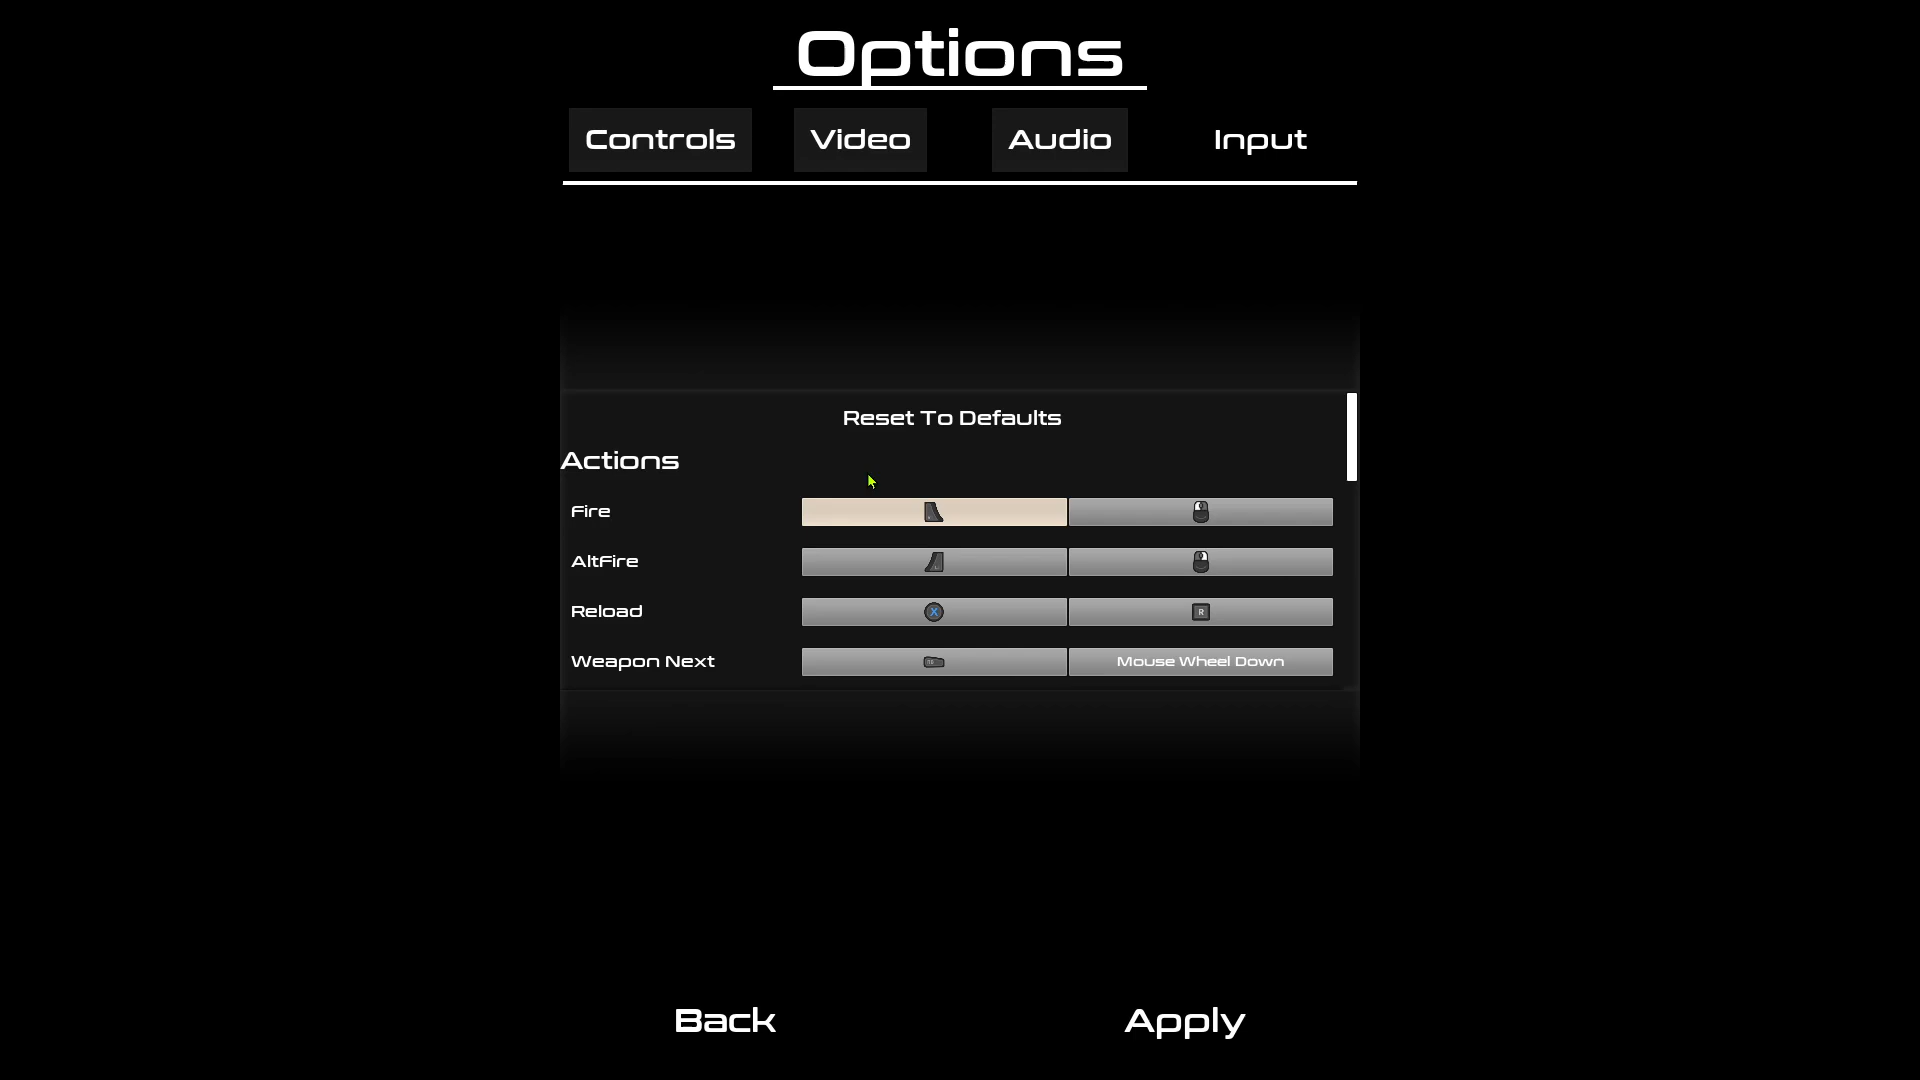 Options
Controls Video Audio Input
Reset To Defaults
Actions
Fire
AltFire
Reload X R
Weapon Next Mouse Wheel Down
Back Apply